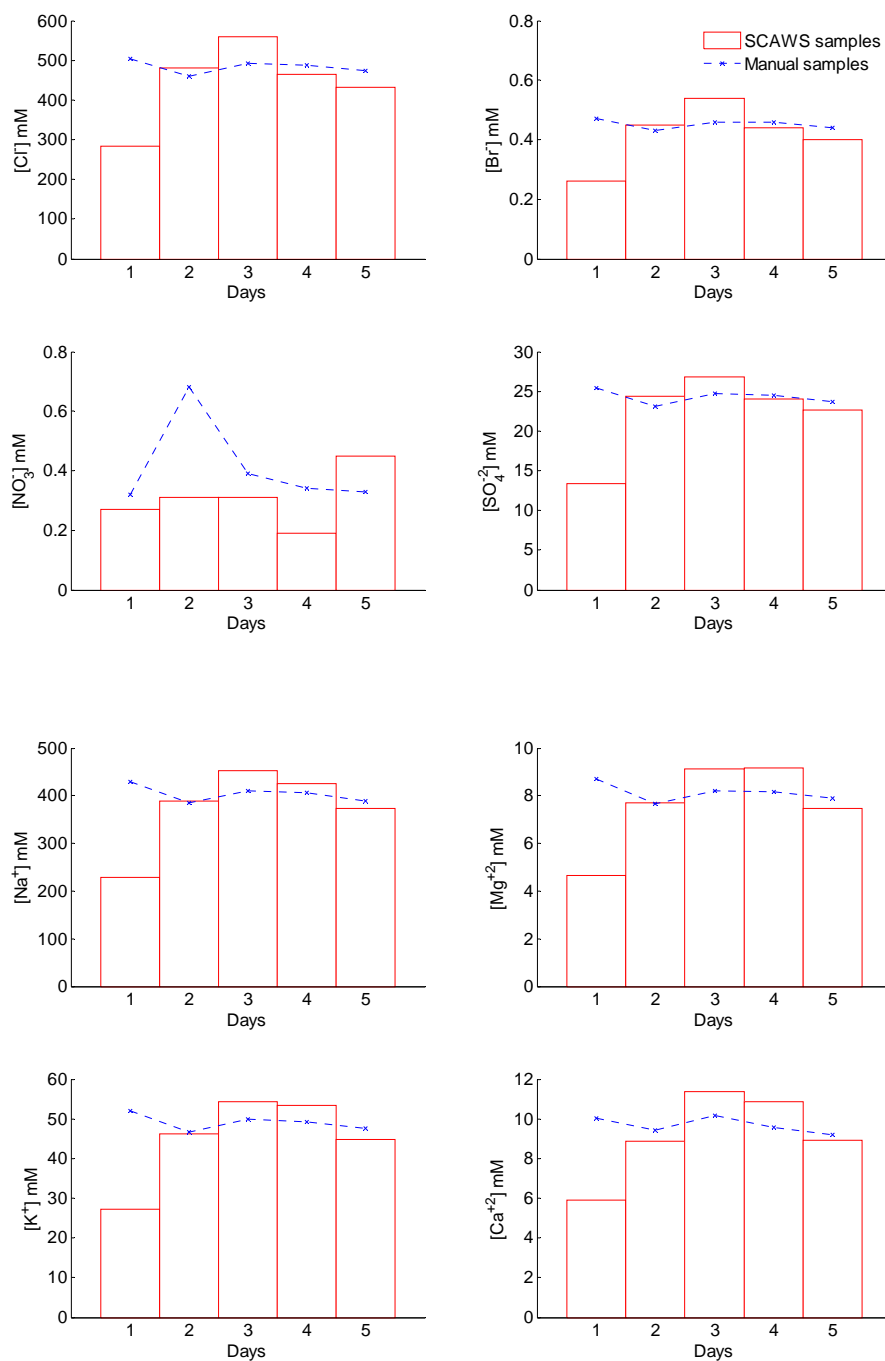 600
500
400
300
200
100
0
[Cl-] mM
1 2 3 4 5
Days
0.8
0.6
0.4
0.2
0
[Br-] mM
SCAWS samples
Manual samples
1 2 3 4 5
Days
0.8
0.6
0.4
0.2
0
[NO3-] mM
1 2 3 4 5
Days
30
25
20
15
10
5
0
[SO4-2] mM
1 2 3 4 5
Days
500
400
300
200
100
0
[Na+] mM
1 2 3 4 5
Days
10
8
6
4
2
0
[Mg+2] mM
1 2 3 4 5
Days
60
50
40
30
20
10
0
[K+] mM
1 2 3 4 5
Days
12
10
8
6
4
2
0
[Ca+2] mM
1 2 3 4 5
Days